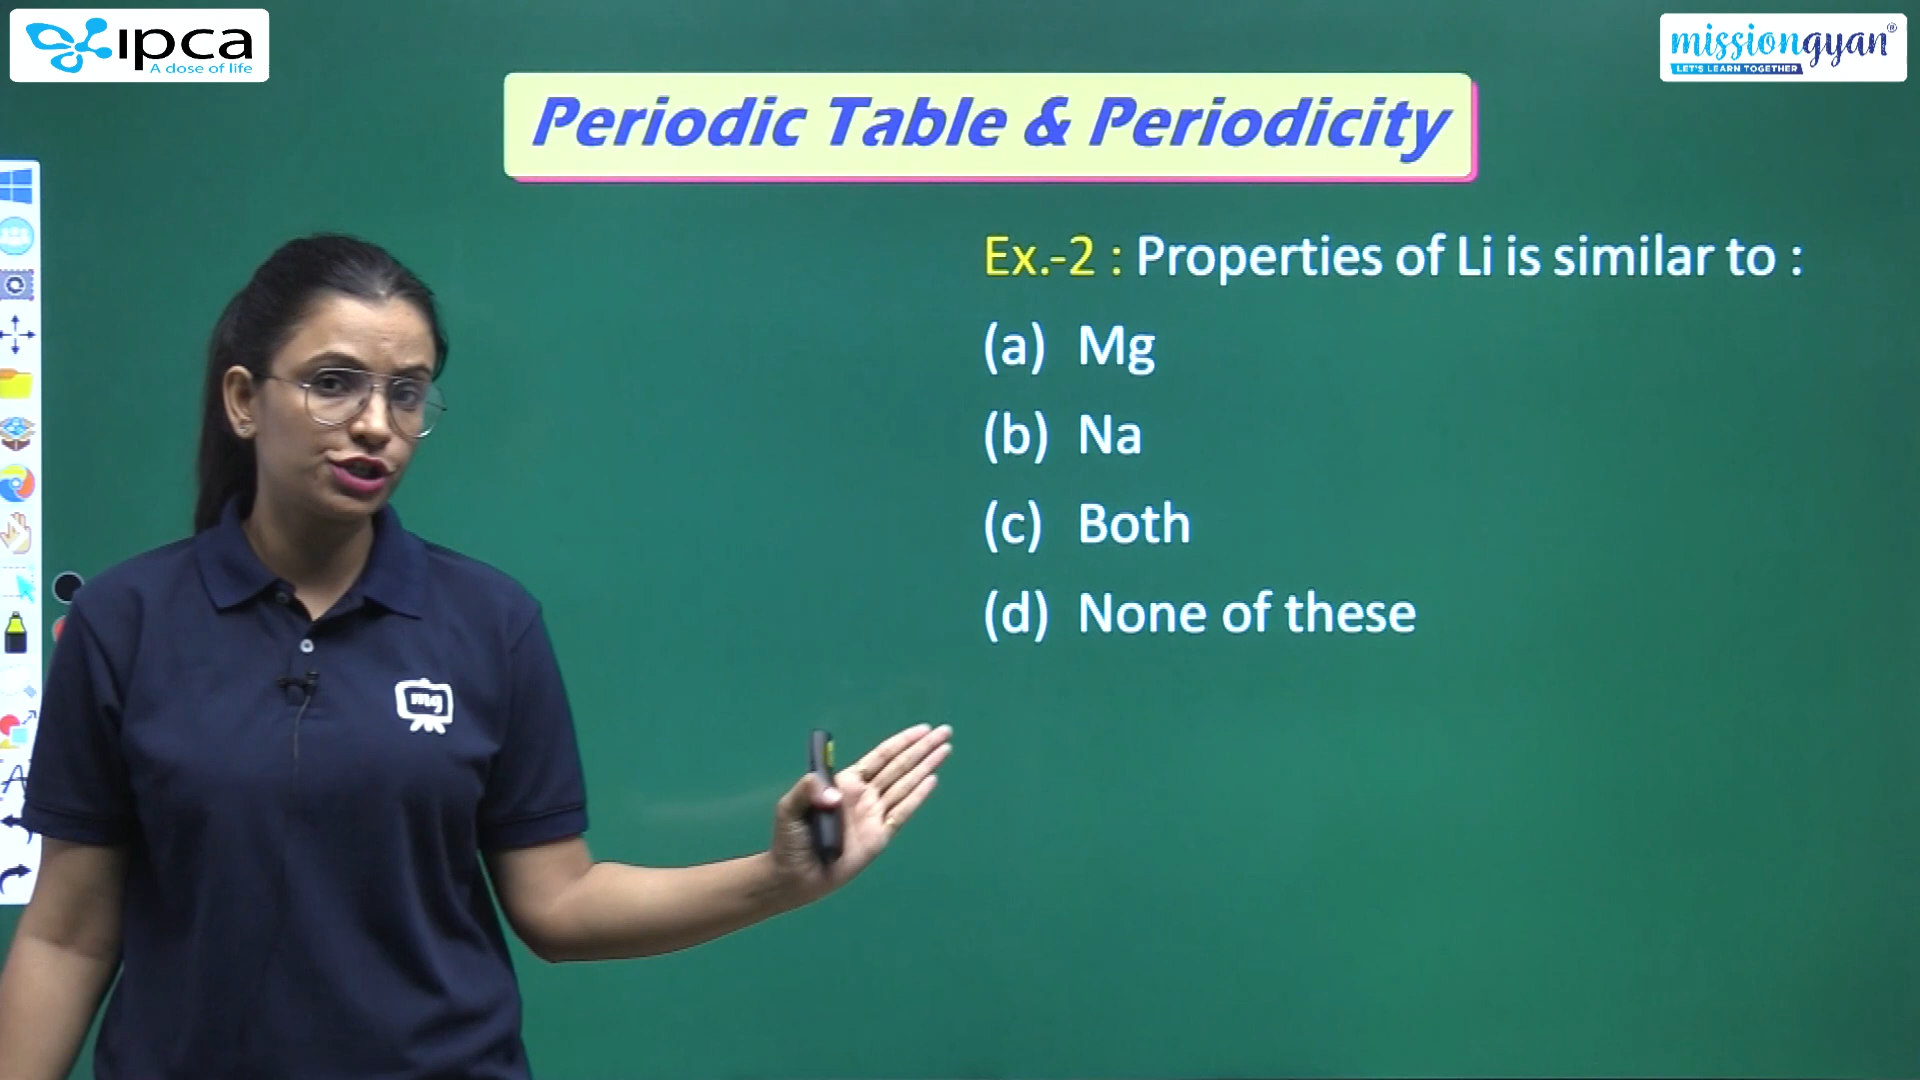 ipca
A dose of life
missiongyan®
LET'S LEARN TOGETHER
Periodic Table & Periodicity
Ex.-2 : Properties of Li is similar to :
(a) Mg
(b) Na
(c) Both
(d) None of these
mg
A